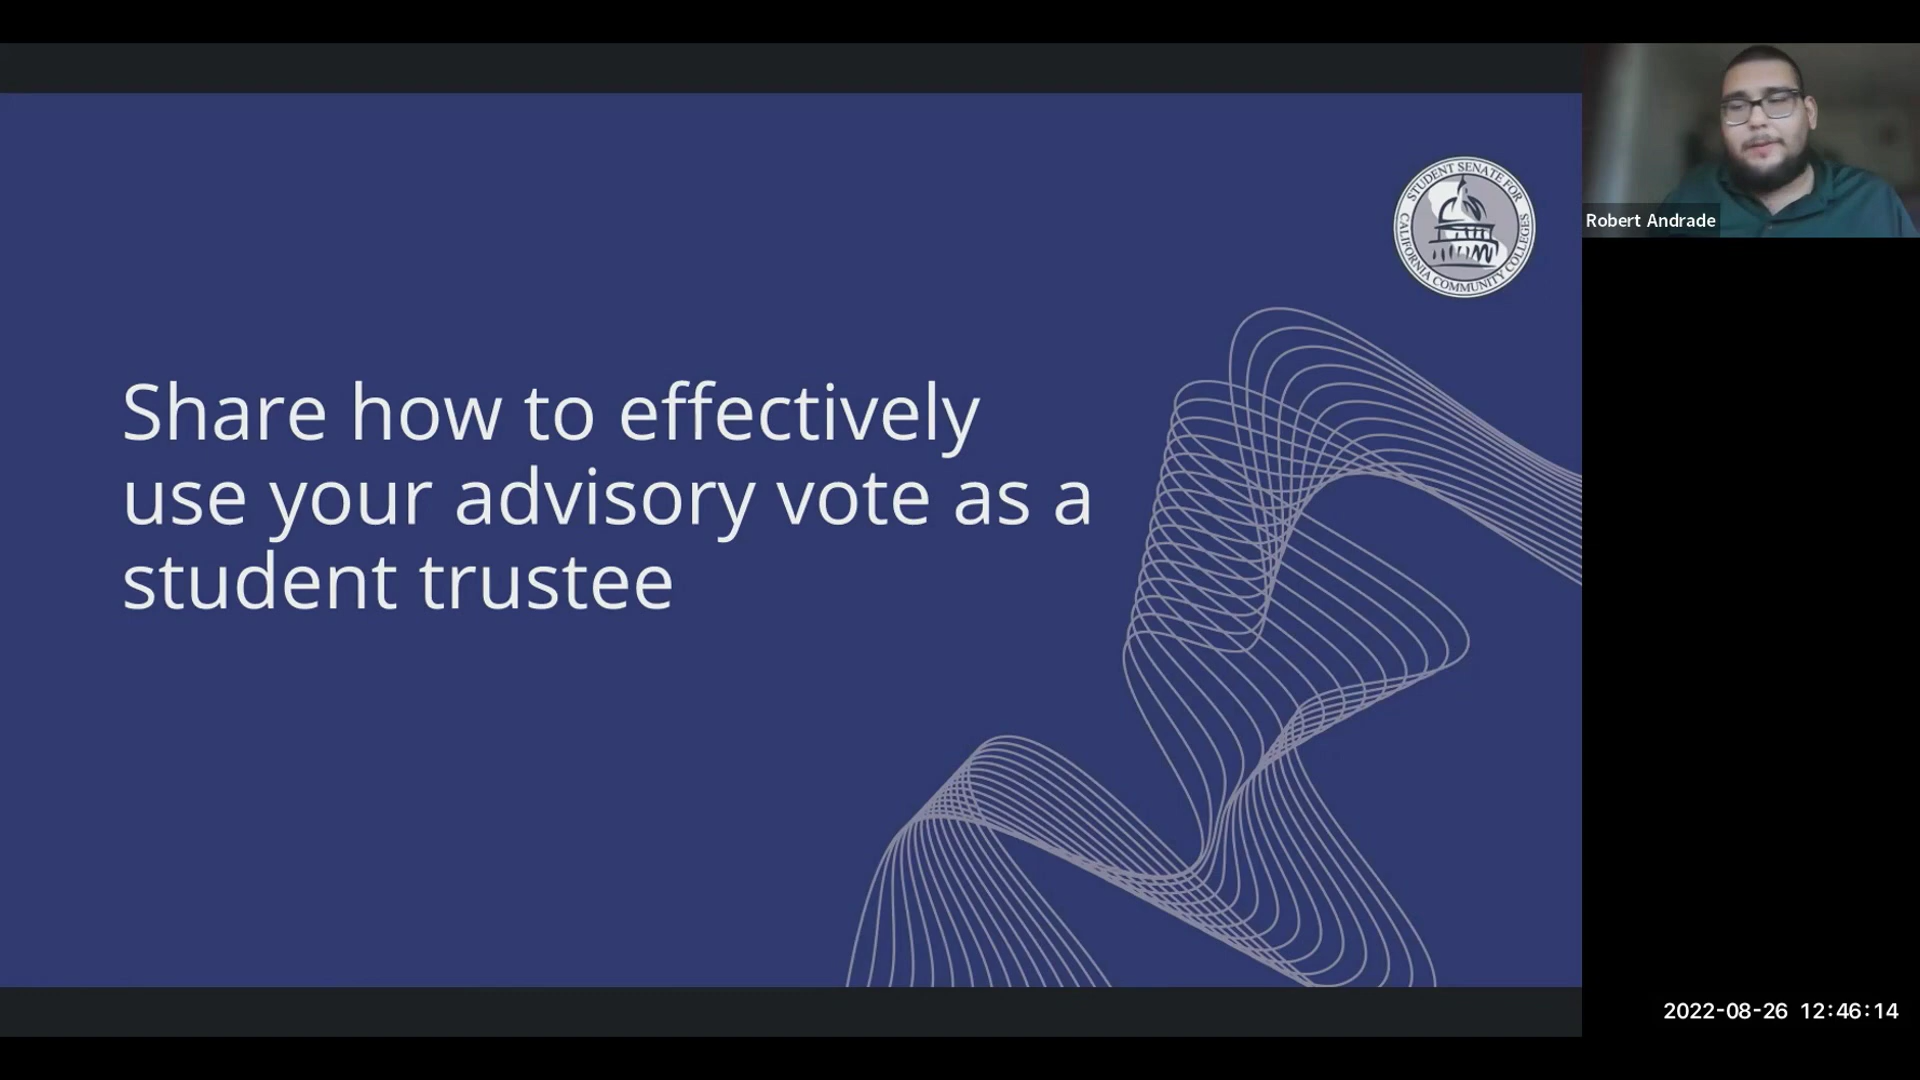 STUDENT SENATE FOR
CALIFORNIA COMMUNITY COLLEGES
Robert Andrade
Share how to effectively
use your advisory vote as a
student trustee
2022-08-26 12:46:14